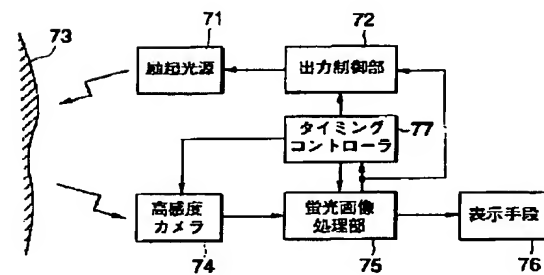 71
72
73
励起光源
出力制御部
タイミング
コントローラ
77
高感度
カメラ
蛍光画像
処理部
表示手段
74
75
76